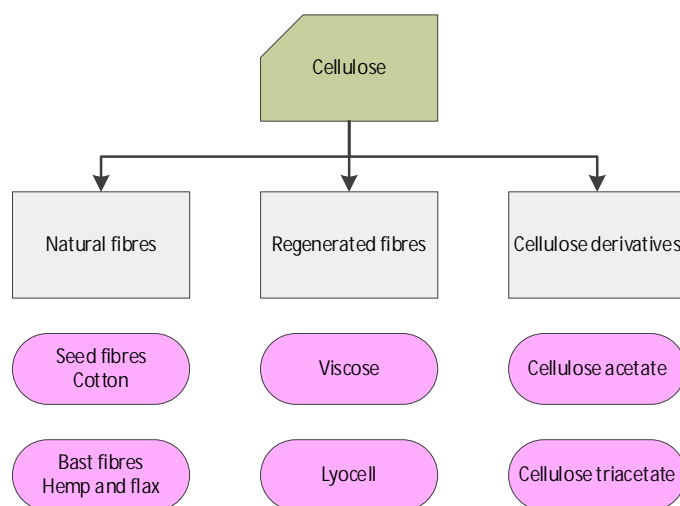 Cellulose
Natural fibres
Regenerated fibres
Cellulose derivatives
Seed fibres
Cotton
Viscose
Cellulose acetate
Bast fibres
Hemp and flax
Lyocell
Cellulose triacetate